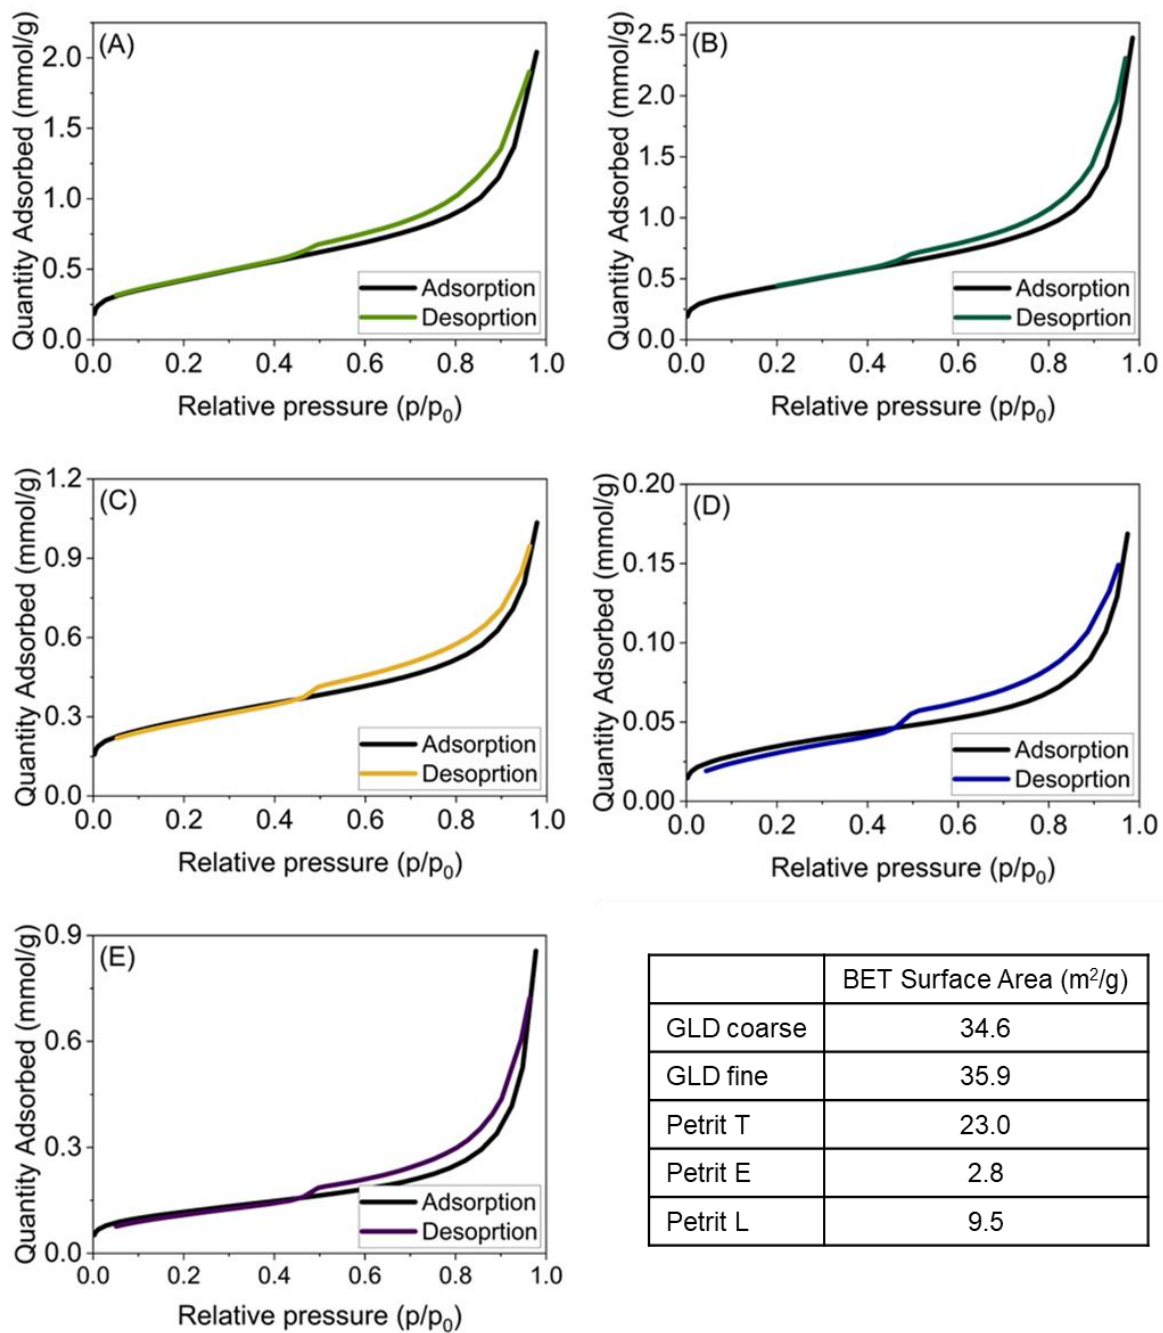 (A)
Quantity Adsorbed (mmol/g)
2.0
1.5
1.0
0.5
0.0
Adsorption
Desoprtion
0.0 0.2 0.4 0.6 0.8 1.0
Relative pressure (p/p₀)
(B)
Quantity Adsorbed (mmol/g)
2.5
2.0
1.5
1.0
0.5
0.0
Adsorption
Desoprtion
0.0 0.2 0.4 0.6 0.8 1.0
Relative pressure (p/p₀)
(C)
Quantity Adsorbed (mmol/g)
1.2
0.9
0.6
0.3
0.0
Adsorption
Desoprtion
0.0 0.2 0.4 0.6 0.8 1.0
Relative pressure (p/p₀)
(D)
Quantity Adsorbed (mmol/g)
0.20
0.15
0.10
0.05
0.00
Adsorption
Desoprtion
0.0 0.2 0.4 0.6 0.8 1.0
Relative pressure (p/p₀)
(E)
Quantity Adsorbed (mmol/g)
0.9
0.6
0.3
0.0
Adsorption
Desoprtion
0.0 0.2 0.4 0.6 0.8 1.0
Relative pressure (p/p₀)
BET Surface Area (m²/g)
GLD coarse 34.6
GLD fine 35.9
Petrit T 23.0
Petrit E 2.8
Petrit L 9.5